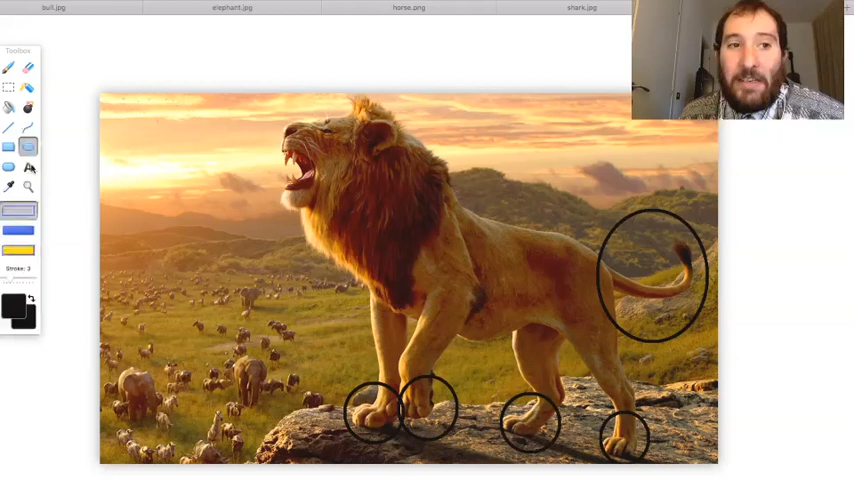 bull.jpg
elephant.jpg
horse.png
shark.jpg
Toolbox
Stroke: 3